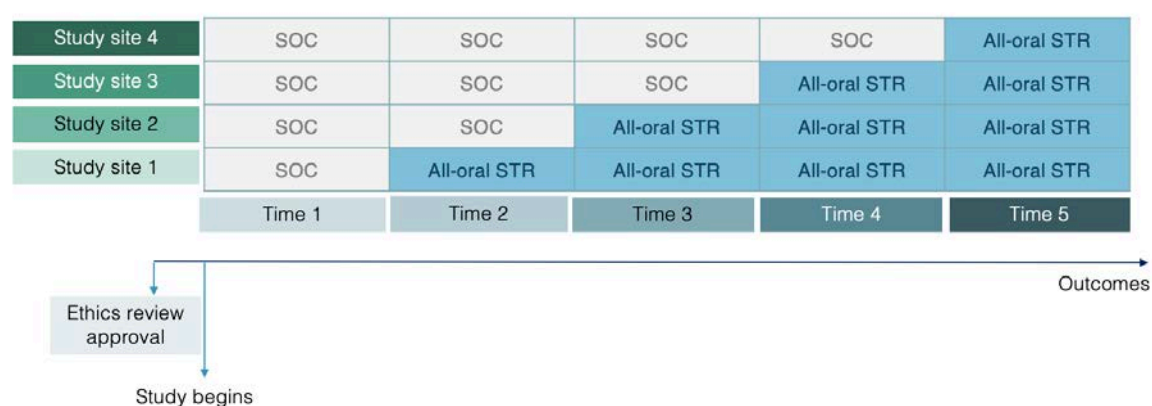 Study site 4 SOC SOC SOC SOC All-oral STR
Study site 3 SOC SOC SOC All-oral STR All-oral STR
Study site 2 SOC SOC All-oral STR All-oral STR All-oral STR
Study site 1 SOC All-oral STR All-oral STR All-oral STR All-oral STR
Time 1 Time 2 Time 3 Time 4 Time 5
Outcomes
Ethics review
approval
Study begins